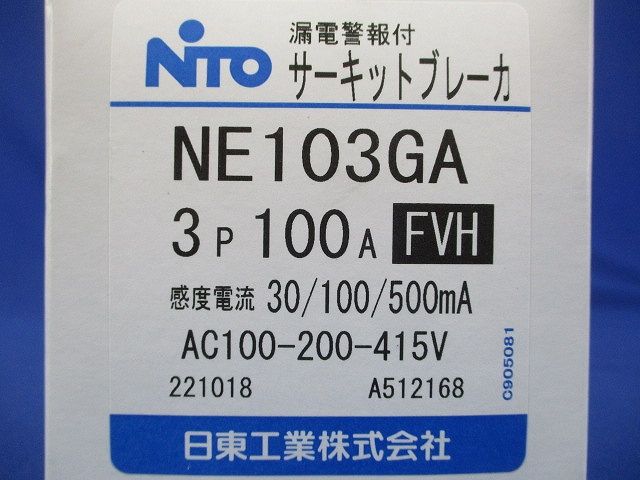 NiTO
漏電警報付
サーキットブレーカ
NE103GA
3P 100A FVH
感度電流 30/100/500mA
AC100-200-415V
221018 A512168
C905081
日東工業株式会社